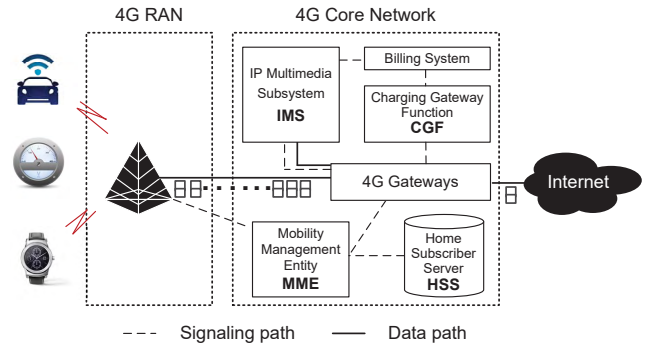 4G RAN
4G Core Network
IP Multimedia
Subsystem
IMS
Billing System
Charging Gateway
Function
CGF
4G Gateways
Internet
Mobility
Management
Entity
MME
Home
Subscriber
Server
HSS
Signaling path
Data path